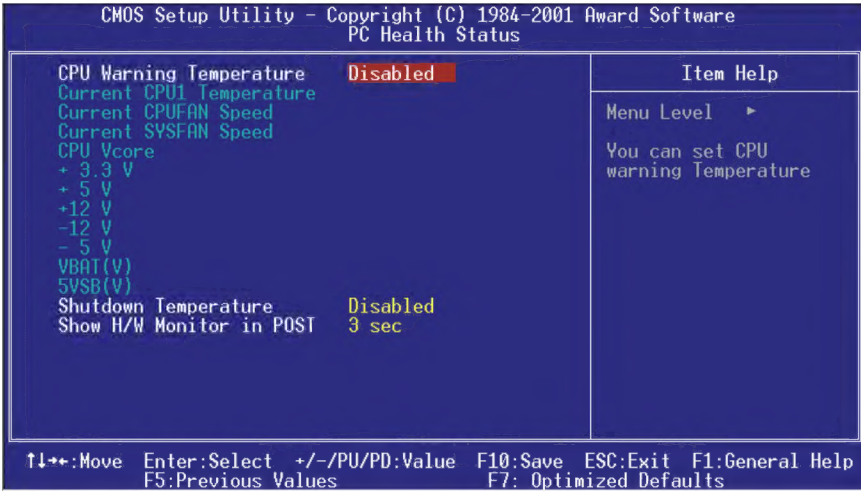 CMOS Setup Utility - Copyright (C) 1984-2001 Award Software
PC Health Status
CPU Warning Temperature Disabled
Current CPU1 Temperature
Current CPUFAN Speed
Current SYSFAN Speed
CPU Vcore
+ 3.3 V
+ 5 V
+12 V
-12 V
- 5 V
VBAT(V)
5VSB(V)
Shutdown Temperature Disabled
Show H/W Monitor in POST 3 sec
Item Help
Menu Level ►
You can set CPU
warning Temperature
↑↓→←:Move Enter:Select +/-/PU/PD:Value F10:Save ESC:Exit F1:General Help
F5:Previous Values F7: Optimized Defaults